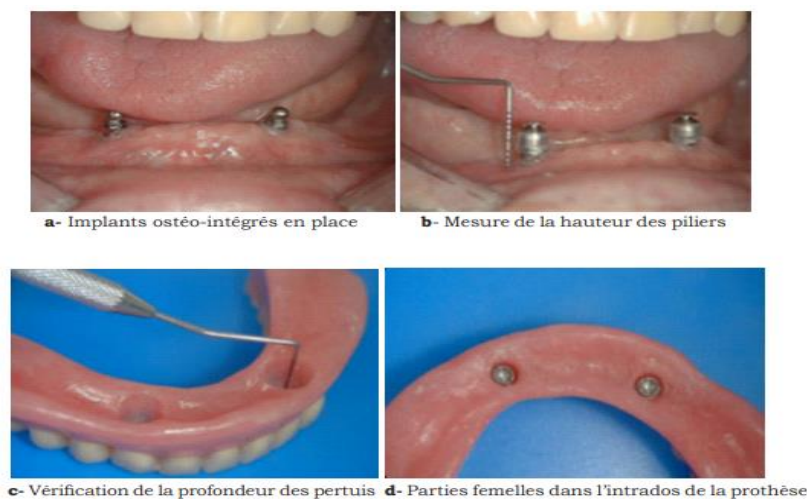 a- Implants ostéo-intégrés en place
b- Mesure de la hauteur des piliers
c- Vérification de la profondeur des pertuis
d- Parties femelles dans l'intrados de la prothèse